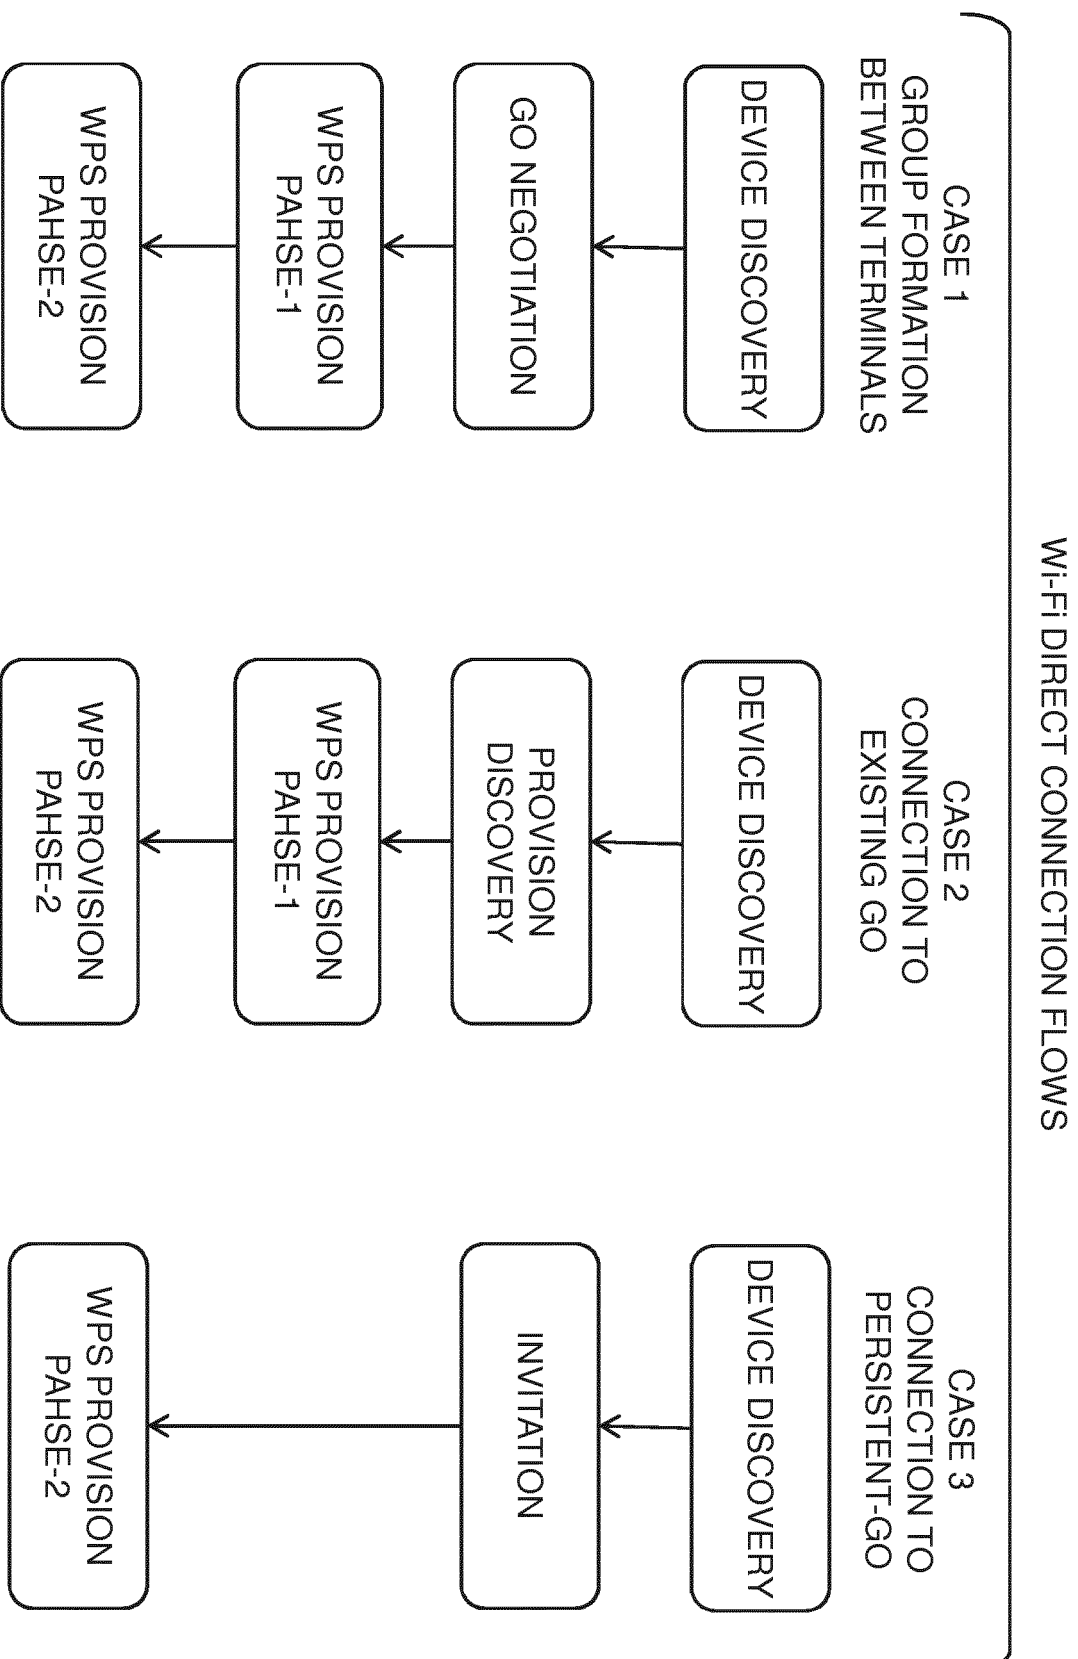 Wi-Fi DIRECT CONNECTION FLOWS
CASE 1
GROUP FORMATION
BETWEEN TERMINALS
DEVICE DISCOVERY
GO NEGOTIATION
WPS PROVISION
PAHSE-1
WPS PROVISION
PAHSE-2
CASE 2
CONNECTION TO
EXISTING GO
DEVICE DISCOVERY
PROVISION
DISCOVERY
WPS PROVISION
PAHSE-1
WPS PROVISION
PAHSE-2
CASE 3
CONNECTION TO
PERSISTENT-GO
DEVICE DISCOVERY
INVITATION
WPS PROVISION
PAHSE-2